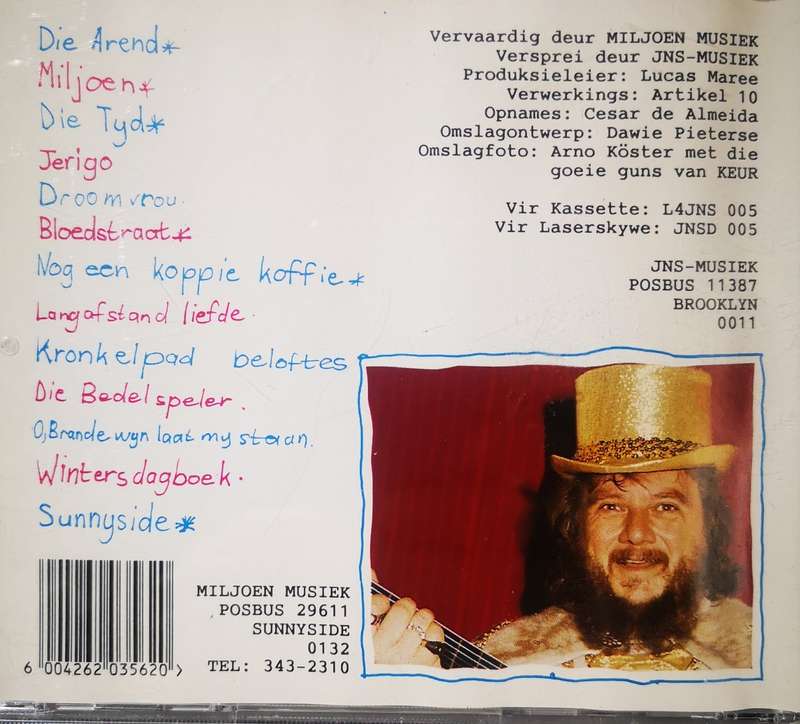 Die Arend*
Miljoen*
Die Tyd*
Jerigo
Droomvrou.
Bloedstraat*
Nog een koppie koffie*
Langafstand liefde.
Kronkelpad beloftes
Die Bedelspeler.
O, Brandewyn laat my staan.
Wintersdagboek.
Sunnyside*
Vervaardig deur MILJOEN MUSIEK
Versprei deur JNS-MUSIEK
Produksieleier: Lucas Maree
Verwerkings: Artikel 10
Opnames: Cesar de Almeida
Omslagontwerp: Dawie Pieterse
Omslagfoto: Arno Köster met die
goeie guns van KEUR
Vir Kassette: L4JNS 005
Vir Laserskywe: JNSD 005
JNS-MUSIEK
POSBUS 11387
BROOKLYN
0011
MILJOEN MUSIEK
POSBUS 29611
SUNNYSIDE
0132
TEL: 343-2310
6 004262 035620 >